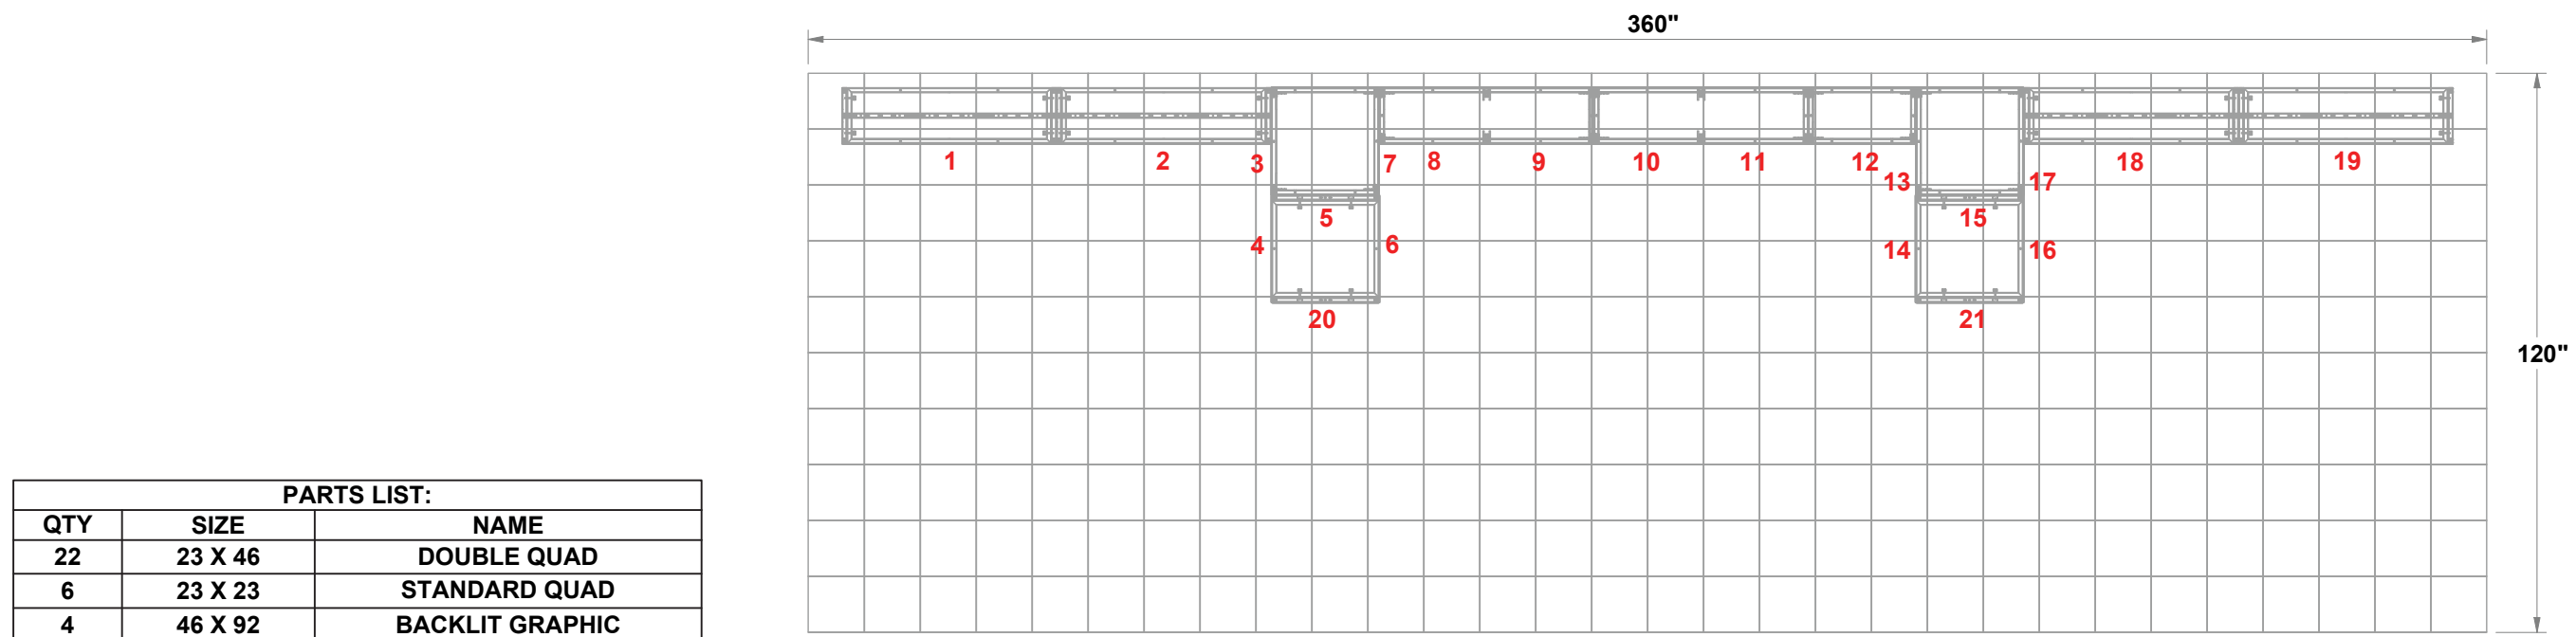 360"
1 2 3 7 8 9 10 11 12 13 17 18 19
5 15
4 6 14 16
20 21
120"
PARTS LIST:
QTY SIZE NAME
22 23 X 46 DOUBLE QUAD
6 23 X 23 STANDARD QUAD
4 46 X 92 BACKLIT GRAPHIC